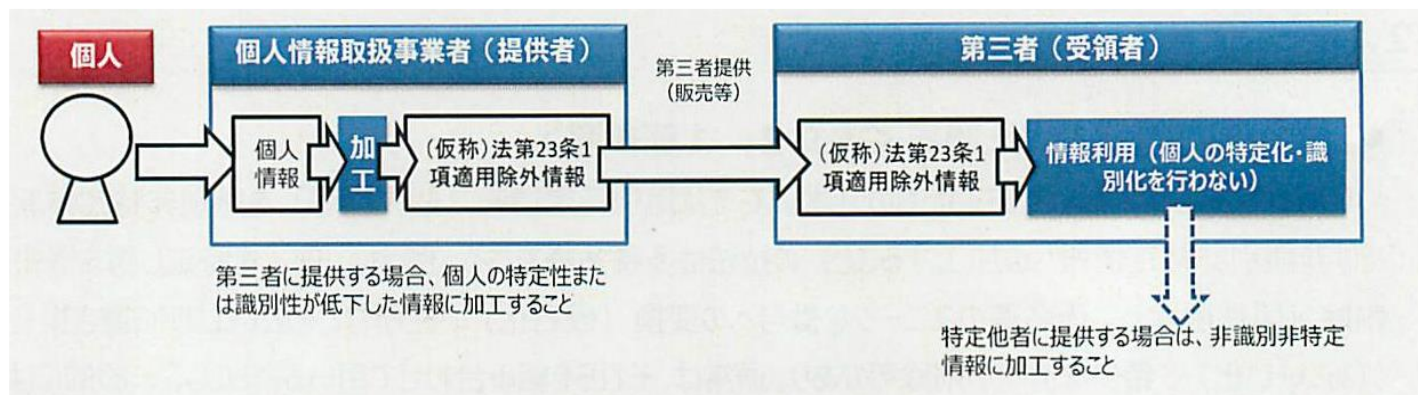 個人
個人情報取扱事業者（提供者）
個人
情報
加
工
（仮称）法第23条1
項適用除外情報
第三者に提供する場合、個人の特定性また
は識別性が低下した情報に加工すること
第三者提供
（販売等）
第三者（受領者）
（仮称）法第23条1
項適用除外情報
情報利用（個人の特定化・識
別化を行わない）
特定他者に提供する場合は、非識別非特定
情報に加工すること